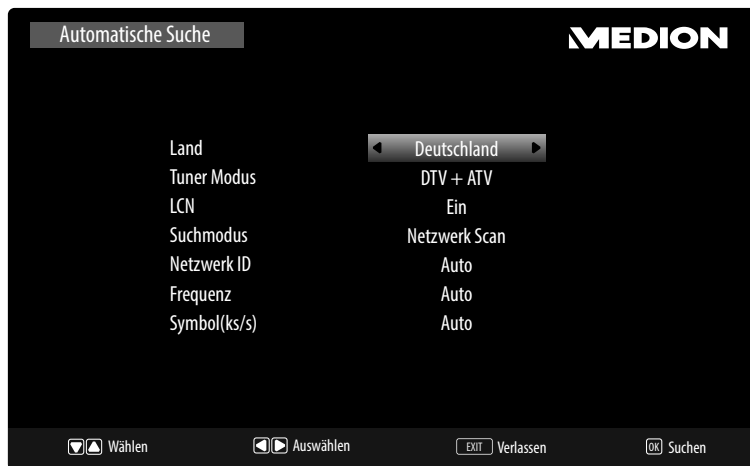 Automatische Suche
MEDION
Land Deutschland
Tuner Modus DTV + ATV
LCN Ein
Suchmodus Netzwerk Scan
Netzwerk ID Auto
Frequenz Auto
Symbol(ks/s) Auto
Wählen Auswählen EXIT Verlassen OK Suchen